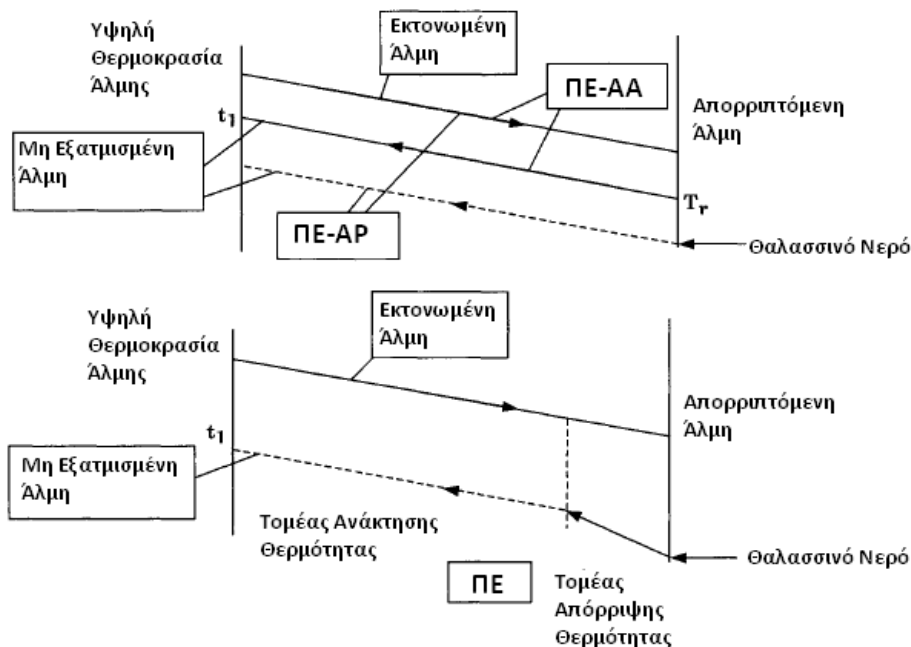 Υψηλή
Θερμοκρασία
Άλμης
Εκτονωμένη
Άλμη
ΠΕ-ΑΑ
Απορριπτόμενη
Άλμη
t₁
Μη Εξατμισμένη
Άλμη
ΠΕ-ΑΡ
Tᵣ
Θαλασσινό Νερό
Υψηλή
Θερμοκρασία
Άλμης
Εκτονωμένη
Άλμη
Απορριπτόμενη
Άλμη
t₁
Μη Εξατμισμένη
Άλμη
Τομέας Ανάκτησης
Θερμότητας
Θαλασσινό Νερό
ΠΕ
Τομέας
Απόρριψης
Θερμότητας